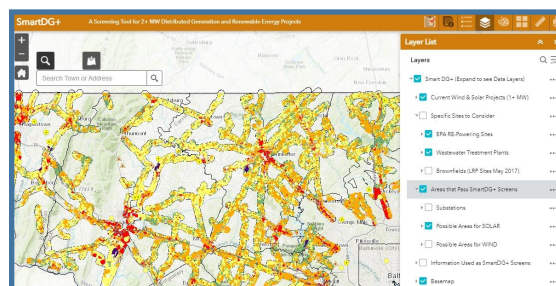 SmartDG+
A Screening Tool for 2+ MW Distributed Generation and Renewable Energy Projects
Layer List
Layers
Search Town or Address
Smart DG+ (Expand to see Data Layers)
Current Wind & Solar Projects (1+ MW)
Specific Sites to Consider
EPA RE-Powering Sites
Wastewater Treatment Plants
Brownfields (LRP Sites May 2017)
Areas that Pass SmartDG+ Screens
Substations
Possible Areas for SOLAR
Possible Areas for WIND
Information Used as SmartDG+ Screens
Basemap
Gettysburg
Hanover